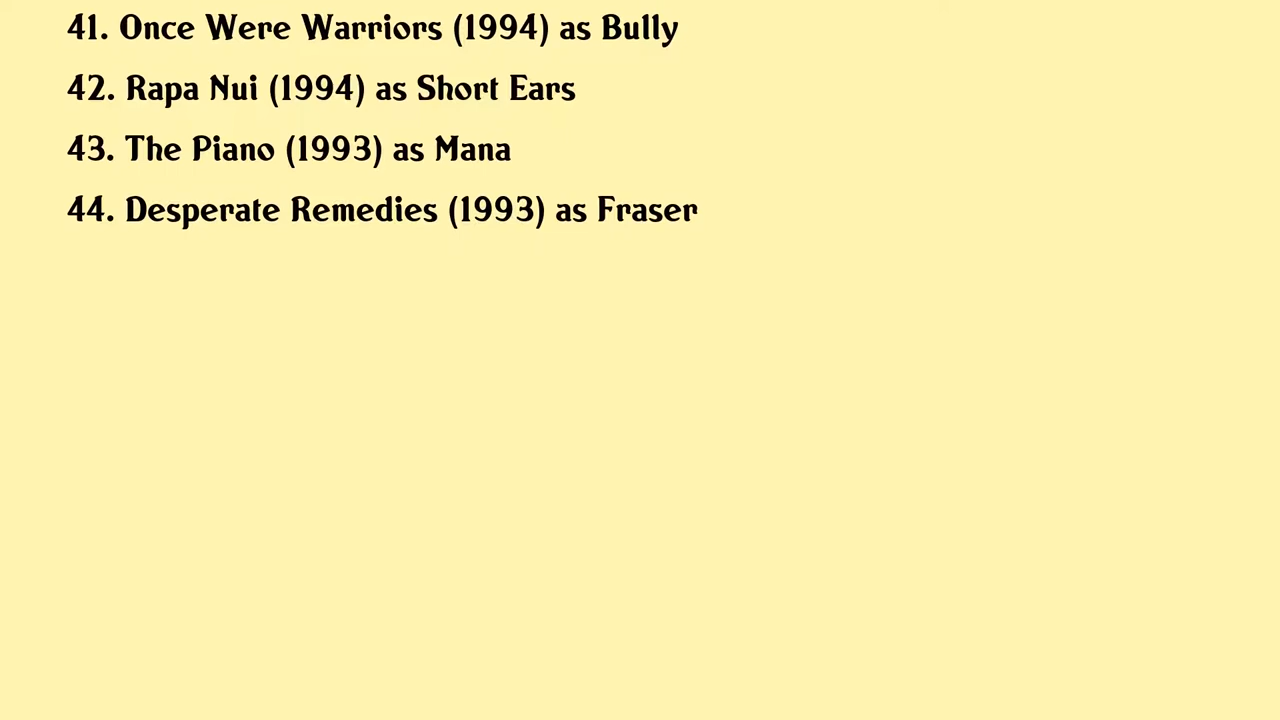 41. Once Were Warriors (1994) as Bully
42. Rapa Nui (1994) as Short Ears
43. The Piano (1993) as Mana
44. Desperate Remedies (1993) as Fraser